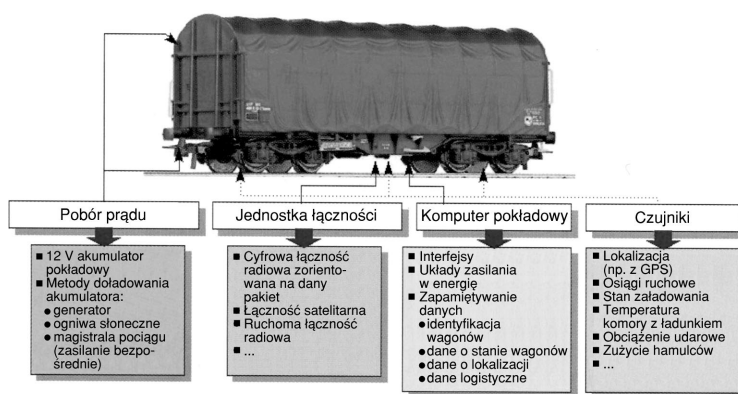 Pobór prądu
■ 12 V akumulator
pokładowy
■ Metody doładowania
akumulatora:
● generator
● ogniwa słoneczne
● magistrala pociągu
(zasilanie bezpo-
średnie)
Jednostka łączności
■ Cyfrowa łączność
radiowa zoriento-
wana na dany
pakiet
■ Łączność satelitarna
■ Ruchoma łączność
radiowa
■ ...
Komputer pokładowy
■ Interfejsy
■ Układy zasilania
w energię
■ Zapamiętywanie
danych
● identyfikacja
wagonów
● dane o stanie wagonów
● dane o lokalizacji
● dane logistyczne
Czujniki
■ Lokalizacja
(np. z GPS)
■ Osiągi ruchowe
■ Stan załadowania
■ Temperatura
komory z ładunkiem
■ Obciążenie udarowe
■ Zużycie hamulców
■ ...